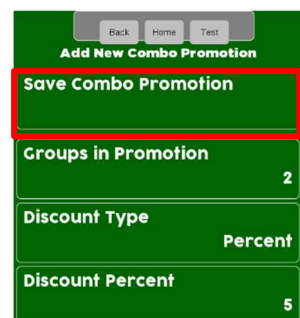 Back Home Test
Add New Combo Promotion
Save Combo Promotion
Groups in Promotion
2
Discount Type
Percent
Discount Percent
5